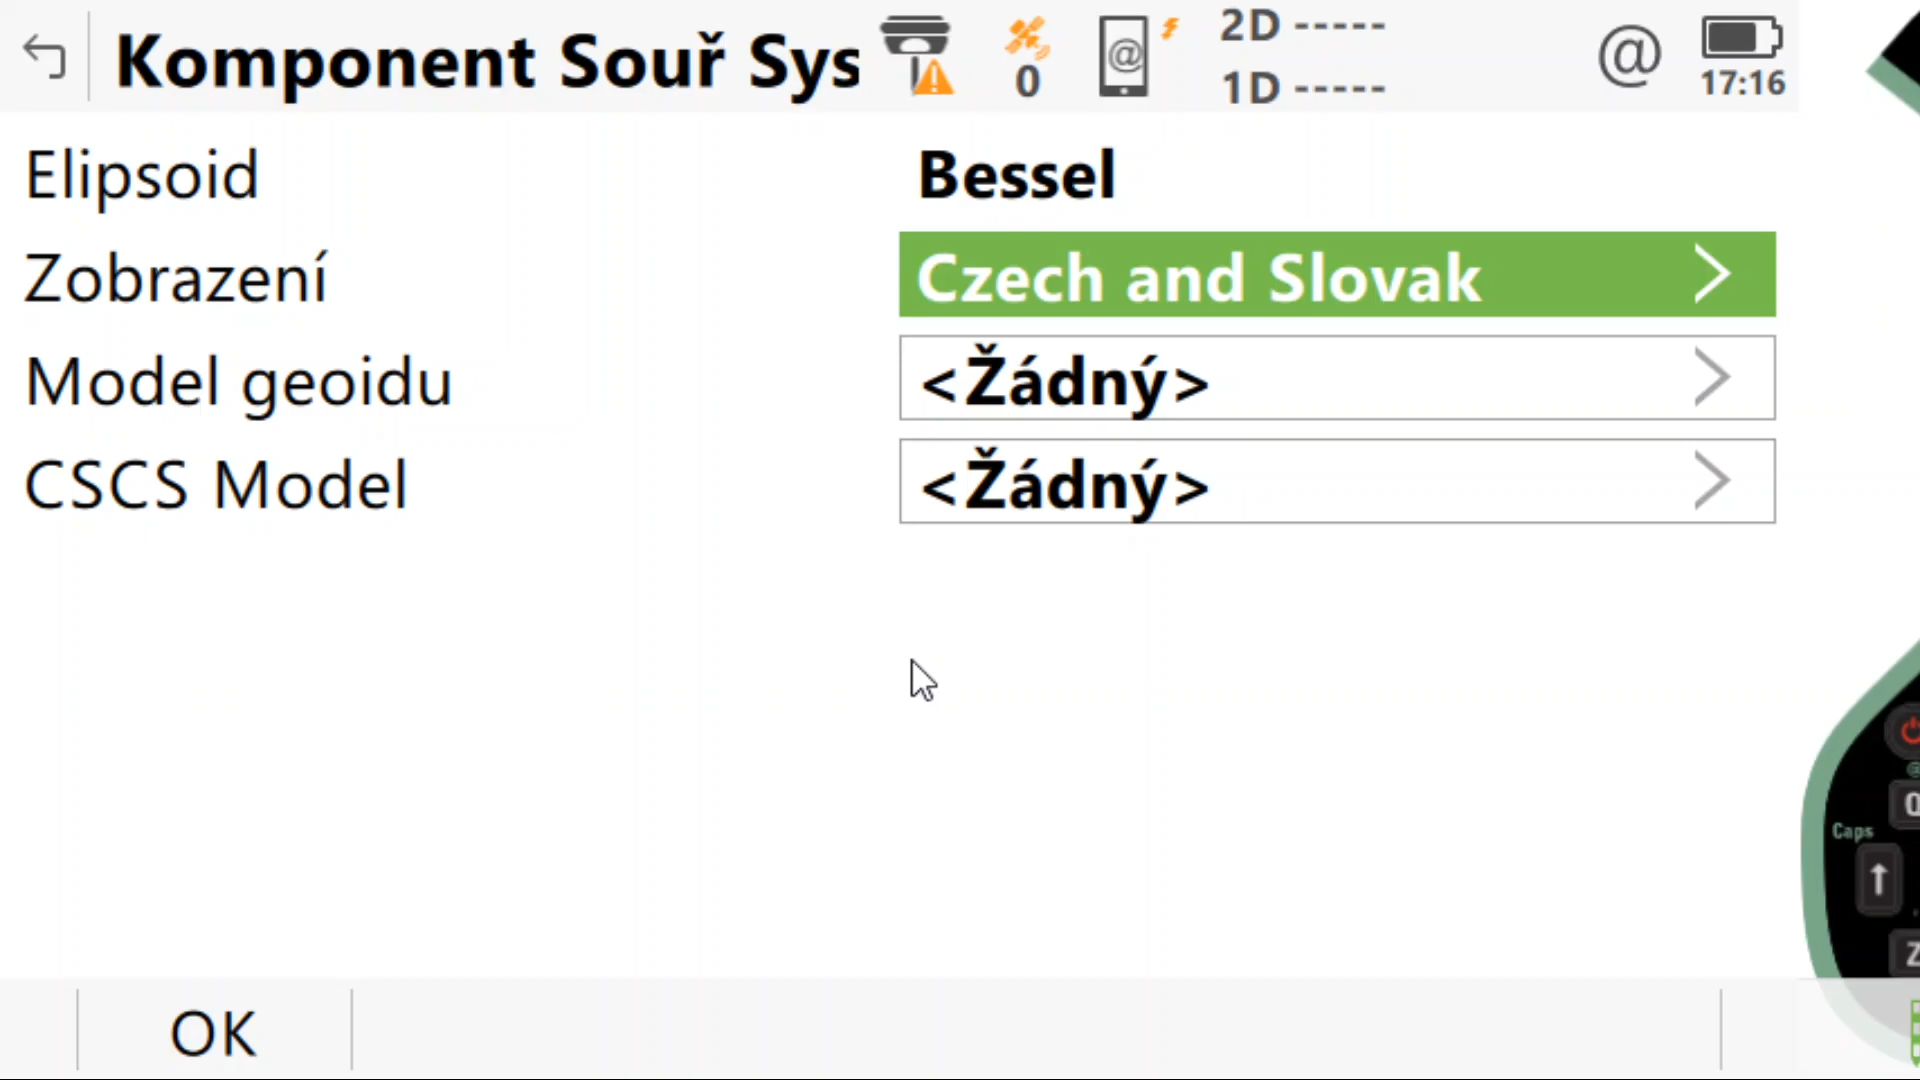 Komponent Souř Sys
0
@
2D -----
1D -----
@
17:16
Elipsoid
Bessel
Zobrazení
Czech and Slovak
Model geoidu
<Žádný>
CSCS Model
<Žádný>
Caps
OK